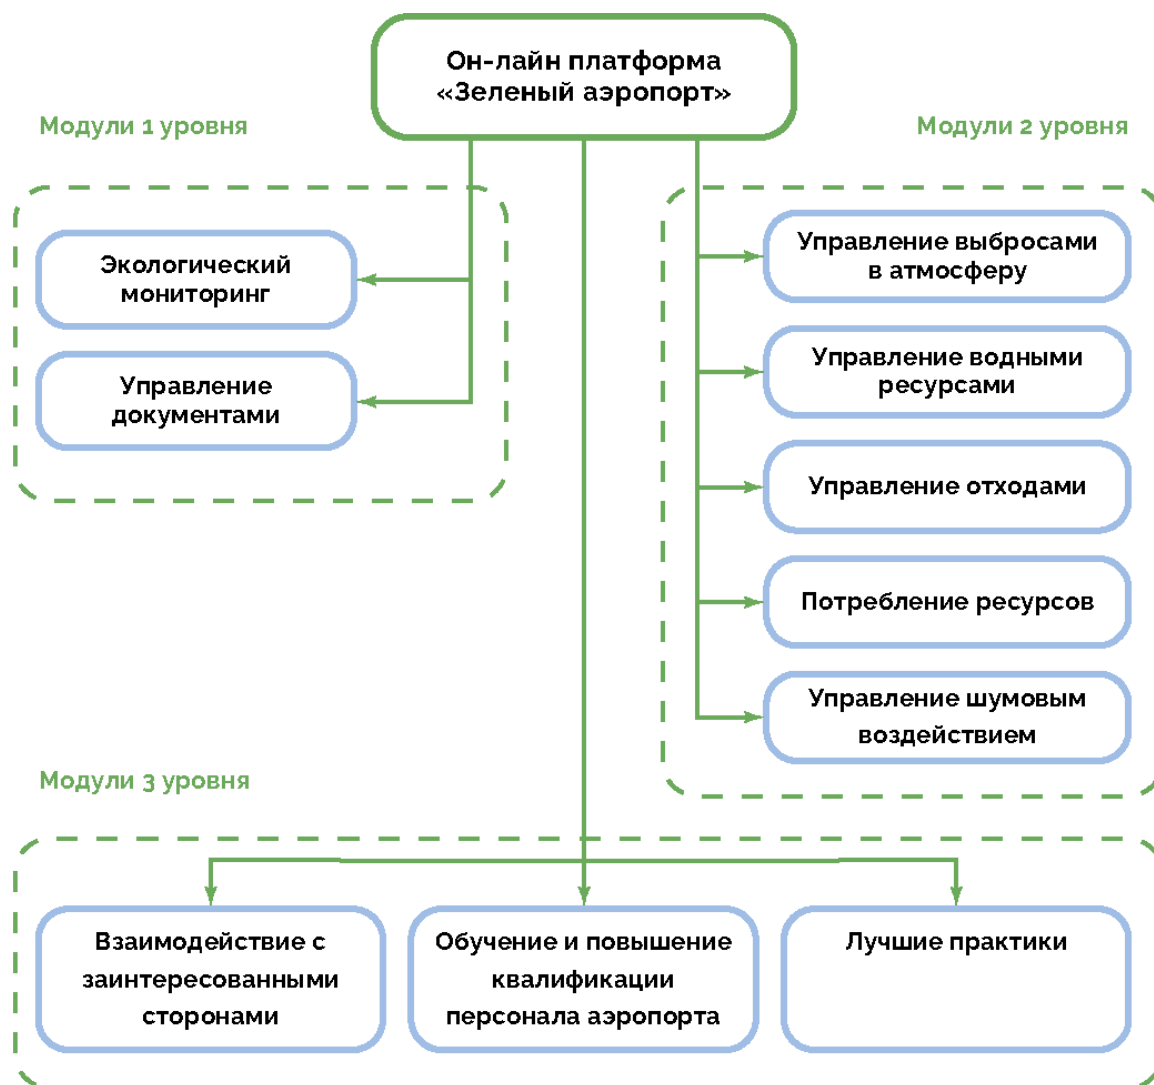 Он-лайн платформа
«Зеленый аэропорт»
Модули 1 уровня
Экологический
мониторинг
Управление
документами
Модули 2 уровня
Управление выбросами
в атмосферу
Управление водными
ресурсами
Управление отходами
Потребление ресурсов
Управление шумовым
воздействием
Модули 3 уровня
Взаимодействие с
заинтересованными
сторонами
Обучение и повышение
квалификации
персонала аэропорта
Лучшие практики